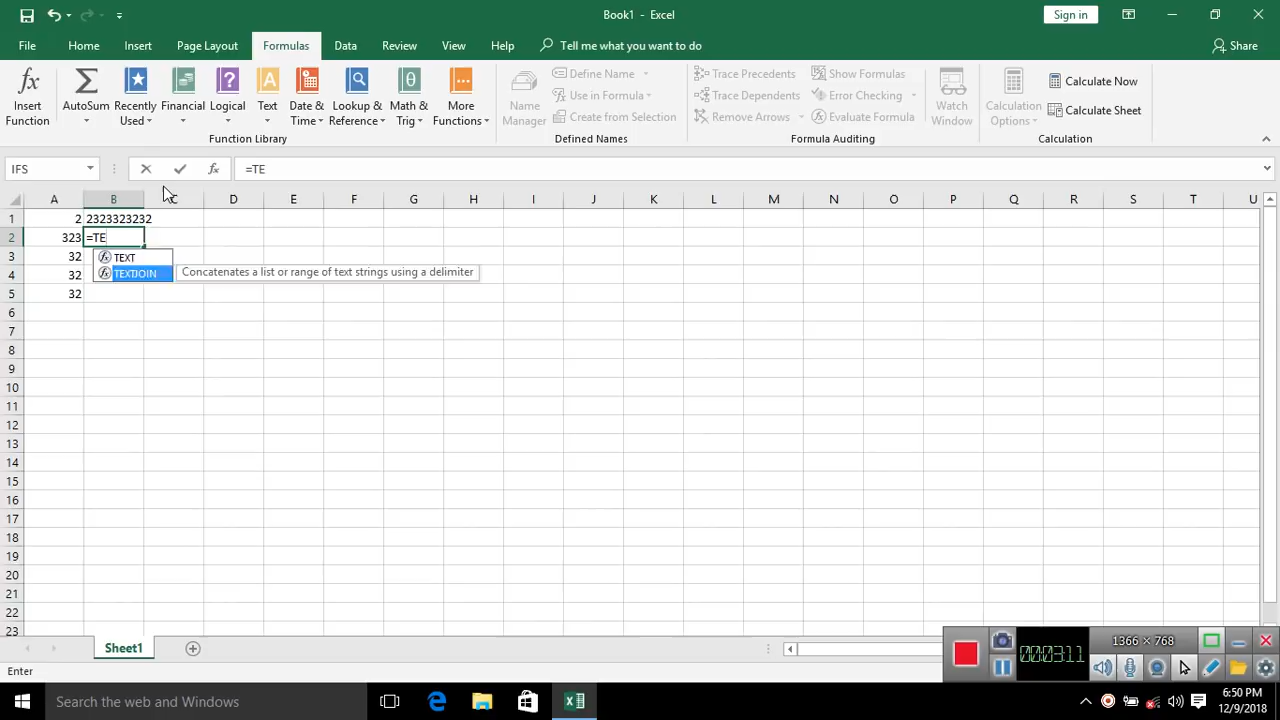 Book1 - Excel
Sign in
File Home Insert Page Layout Formulas Data Review View Help Tell me what you want to do Share
fx Insert Function
Σ AutoSum
Recently Used
Financial
Logical
A Text
Date & Time
Lookup & Reference
θ Math & Trig
More Functions
Function Library
Name Manager
Define Name
Use in Formula
Create from Selection
Defined Names
Trace Precedents
Trace Dependents
Remove Arrows
Show Formulas
Error Checking
Evaluate Formula
Watch Window
Formula Auditing
Calculation Options
Calculate Now
Calculate Sheet
Calculation
IFS fx =TE
A B C D E F G H I J K L M N O P Q R S T U
1 2 2323323232
2 323 =TE
3 32
4 32
5 32
fx TEXT
fx TEXTJOIN Concatenates a list or range of text strings using a delimiter
6
7
8
9
10
11
12
13
14
15
16
17
18
19
20
21
22
23
Sheet1
Enter
1366 × 768
00:03:11
Search the web and Windows
6:50 PM
12/9/2018